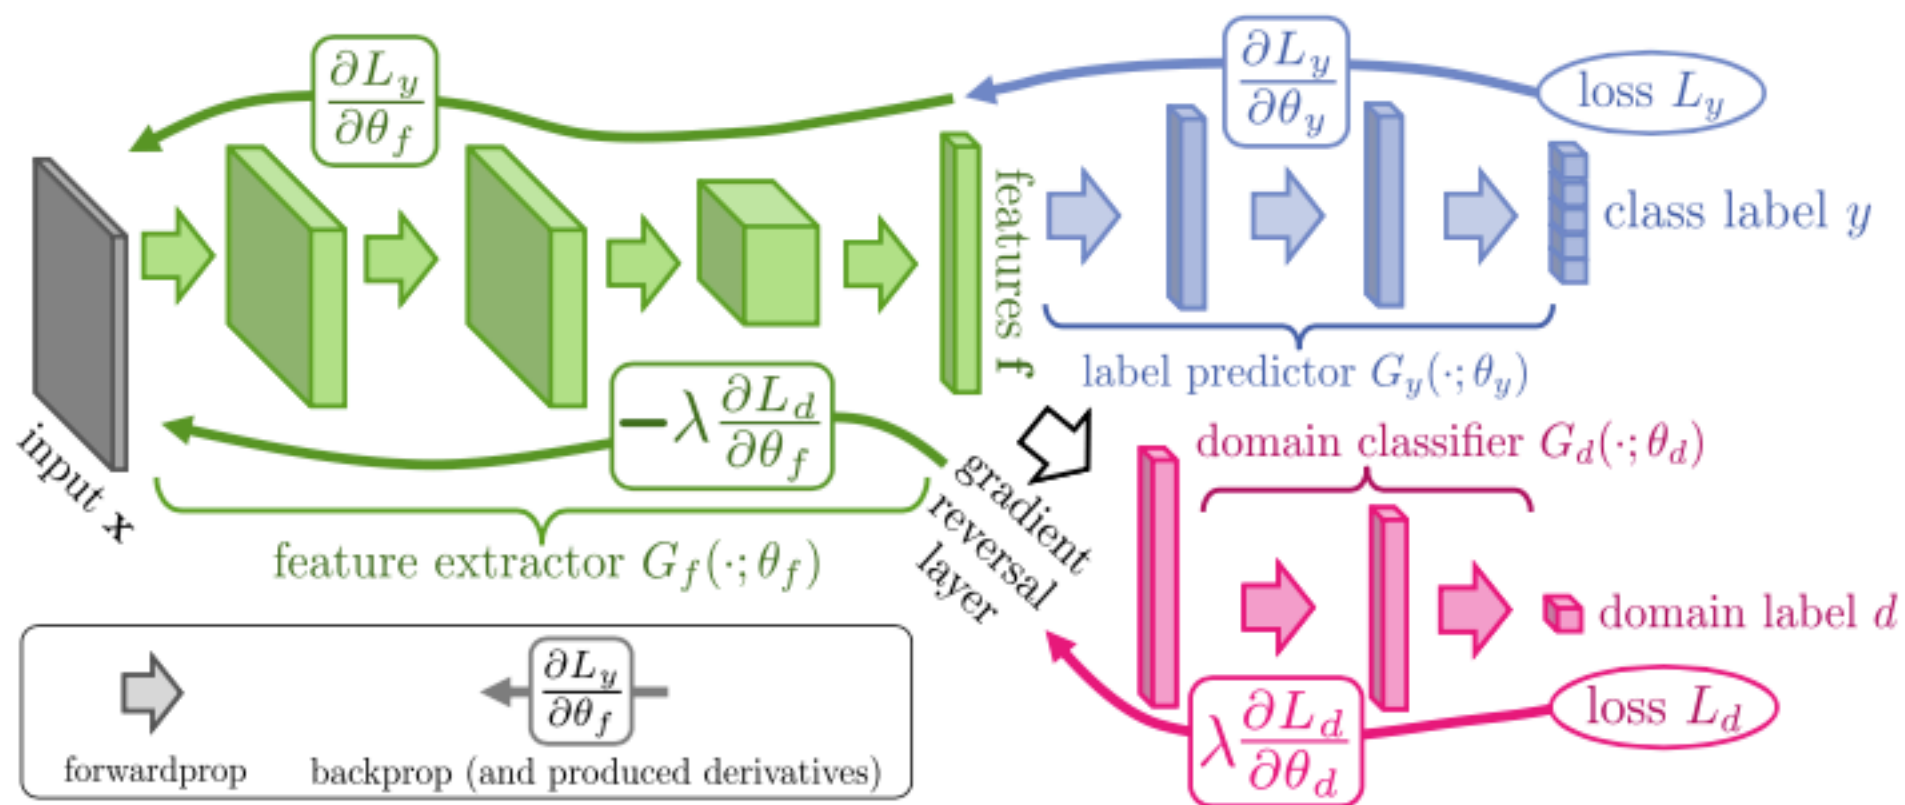 ∂L_y/∂θ_f
∂L_y/∂θ_y
loss L_y
class label y
features f
label predictor G_y(·; θ_y)
−λ ∂L_d/∂θ_f
input x
feature extractor G_f(·; θ_f)
gradient
reversal
layer
domain classifier G_d(·; θ_d)
domain label d
loss L_d
λ ∂L_d/∂θ_d
∂L_y/∂θ_f
forwardprop
backprop (and produced derivatives)